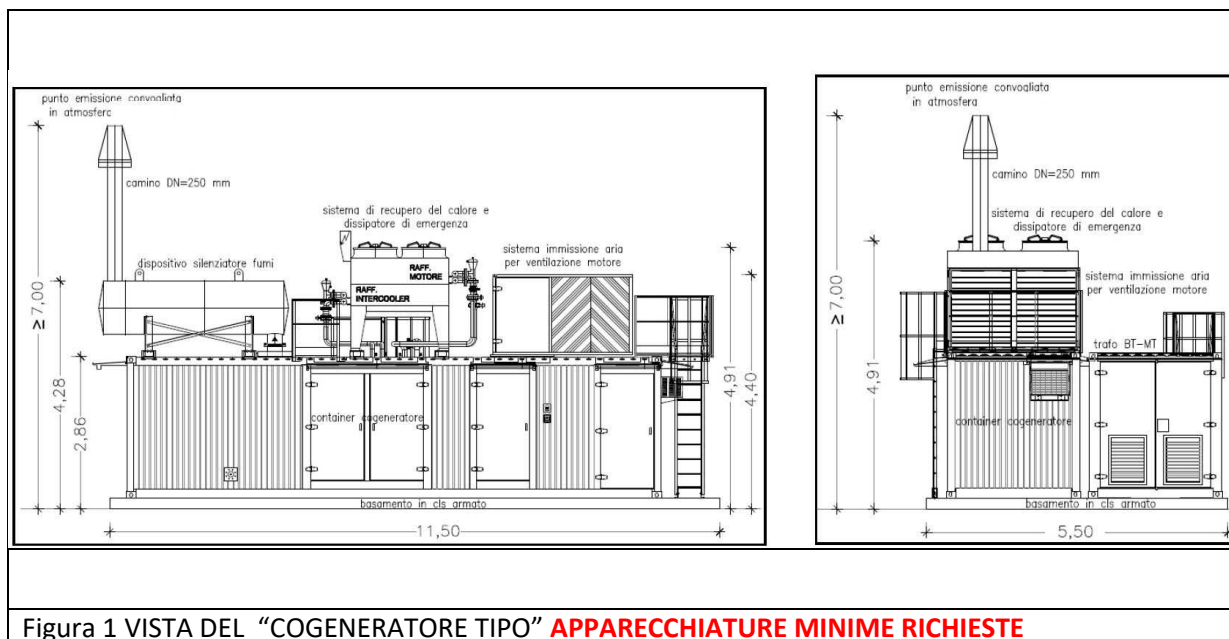 punto emissione convogliata
in atmosfera
camino DN=250 mm
sistema di recupero del calore e
dissipatore di emergenza
dispositivo silenziatore fumi
sistema immissione aria
per ventilazione motore
RAFF.
MOTORE
RAFF.
INTERCOOLER
≥7,00
4,28
2,86
4,91
4,40
container cogeneratore
basamento in cls armato
11,50
punto emissione convogliata
in atmosfera
camino DN=250 mm
sistema di recupero del calore e
dissipatore di emergenza
sistema immissione aria
per ventilazione motore
≥7,00
4,91
trafo BT-MT
container cogeneratore
basamento in cls armato
5,50
Figura 1 VISTA DEL “COGENERATORE TIPO” APPARECCHIATURE MINIME RICHIESTE